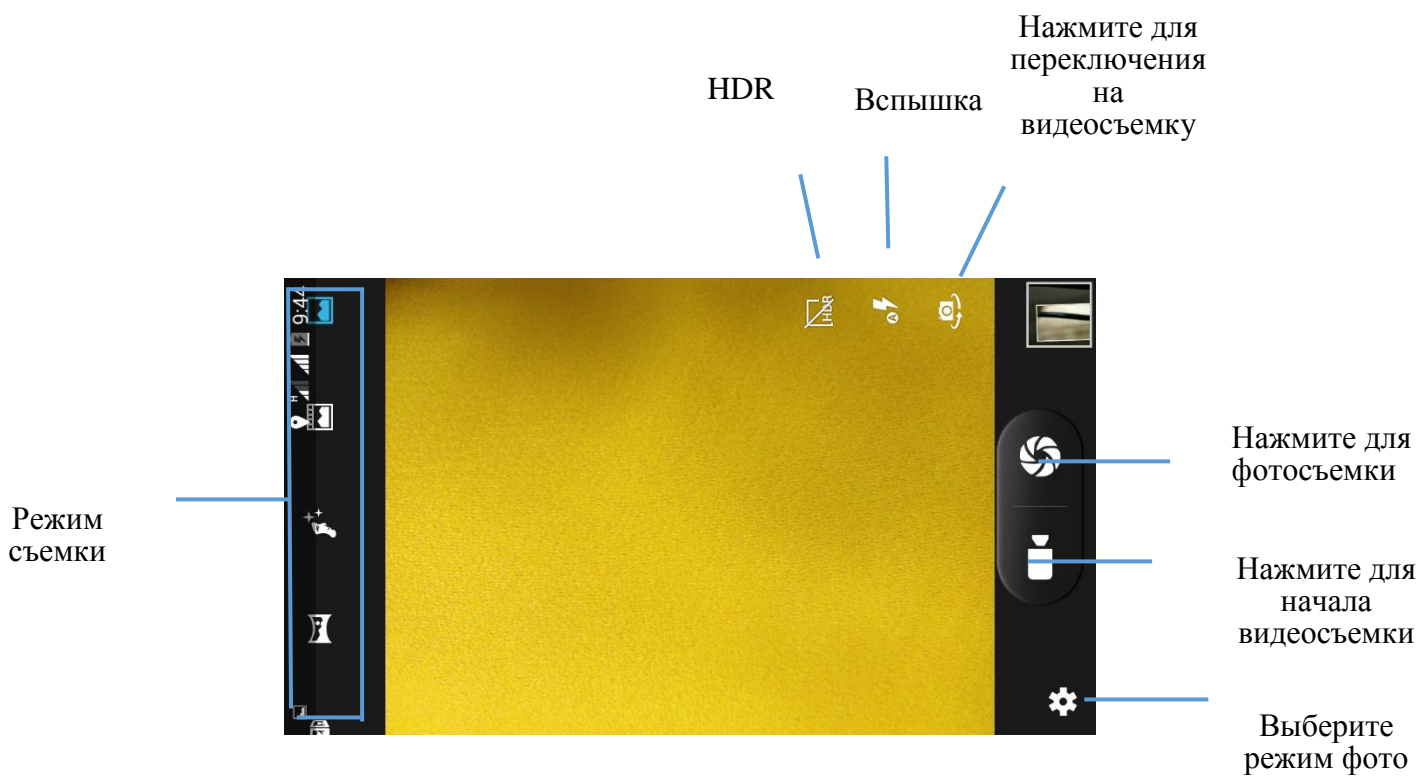 Нажмите для
переключения
на
видеосъемку
HDR
Вспышка
9:44
H
HDR
A
Режим
съемки
Нажмите для
фотосъемки
Нажмите для
начала
видеосъемки
Выберите
режим фото